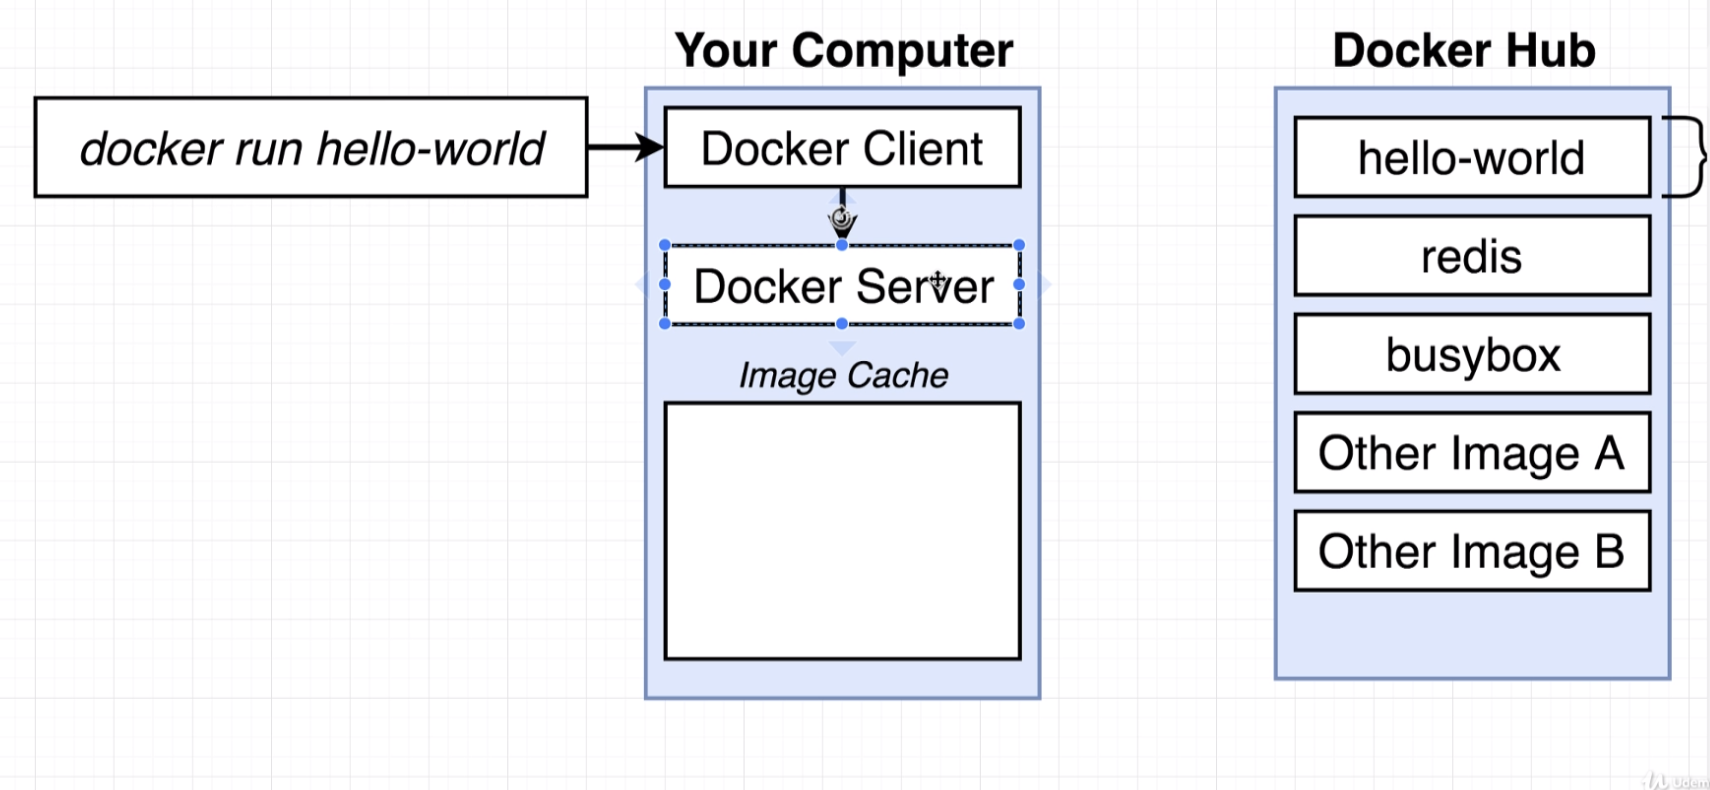 Your Computer
Docker Hub
docker run hello-world
Docker Client
Docker Server
Image Cache
hello-world
redis
busybox
Other Image A
Other Image B